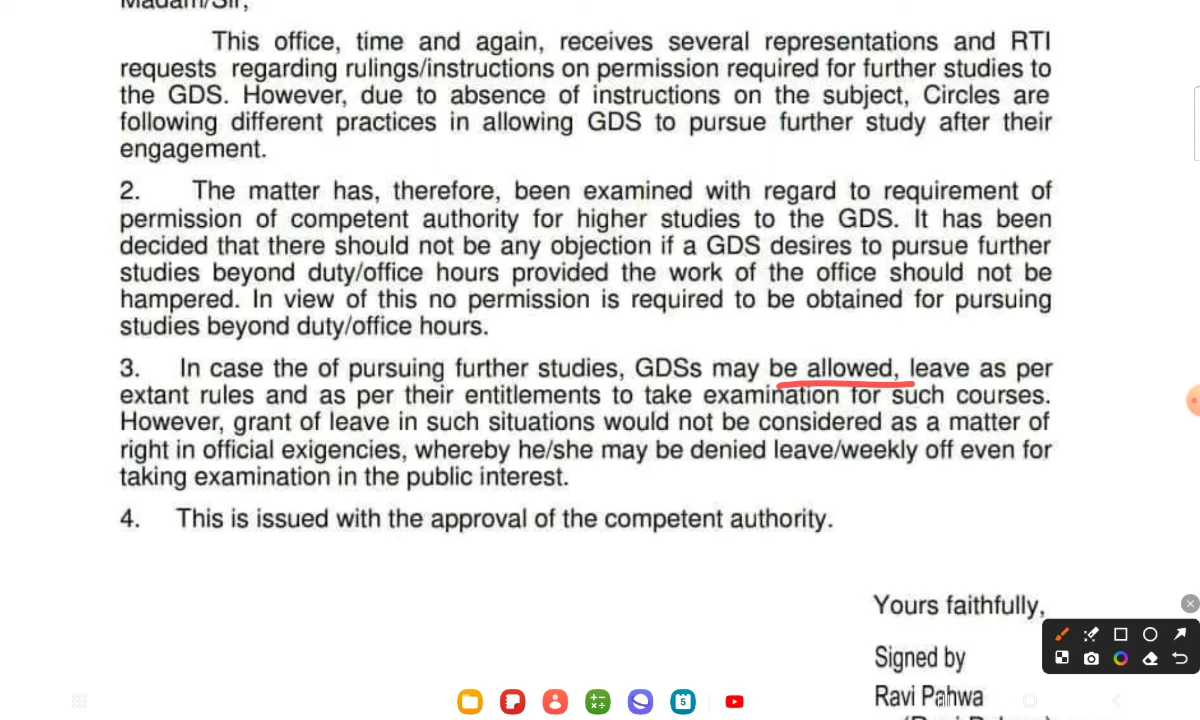 Madam/Sir,
This office, time and again, receives several representations and RTI
requests regarding rulings/instructions on permission required for further studies to
the GDS. However, due to absence of instructions on the subject, Circles are
following different practices in allowing GDS to pursue further study after their
engagement.
2. The matter has, therefore, been examined with regard to requirement of
permission of competent authority for higher studies to the GDS. It has been
decided that there should not be any objection if a GDS desires to pursue further
studies beyond duty/office hours provided the work of the office should not be
hampered. In view of this no permission is required to be obtained for pursuing
studies beyond duty/office hours.
3. In case the of pursuing further studies, GDSs may be allowed, leave as per
extant rules and as per their entitlements to take examination for such courses.
However, grant of leave in such situations would not be considered as a matter of
right in official exigencies, whereby he/she may be denied leave/weekly off even for
taking examination in the public interest.
4. This is issued with the approval of the competent authority.
Yours faithfully,
Signed by
Ravi Pahwa
5